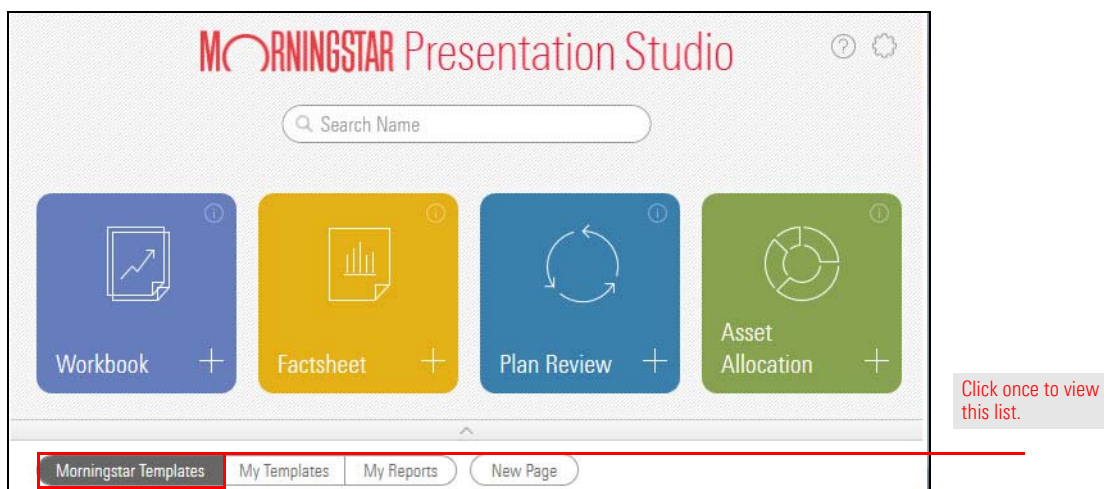 MORNINGSTAR Presentation Studio
Search Name
Workbook
Factsheet
Plan Review
Asset
Allocation
Click once to view
this list.
Morningstar Templates My Templates My Reports New Page